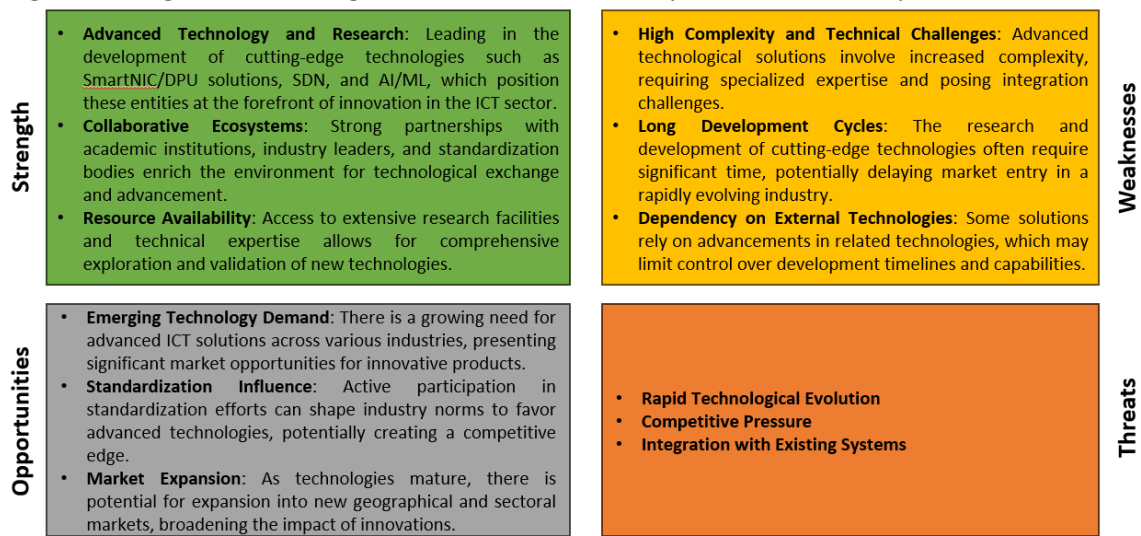 Strength
• Advanced Technology and Research: Leading in the
development of cutting-edge technologies such as
SmartNIC/DPU solutions, SDN, and AI/ML, which position
these entities at the forefront of innovation in the ICT sector.
• Collaborative Ecosystems: Strong partnerships with
academic institutions, industry leaders, and standardization
bodies enrich the environment for technological exchange
and advancement.
• Resource Availability: Access to extensive research facilities
and technical expertise allows for comprehensive
exploration and validation of new technologies.
Weaknesses
• High Complexity and Technical Challenges: Advanced
technological solutions involve increased complexity,
requiring specialized expertise and posing integration
challenges.
• Long Development Cycles: The research and
development of cutting-edge technologies often require
significant time, potentially delaying market entry in a
rapidly evolving industry.
• Dependency on External Technologies: Some solutions
rely on advancements in related technologies, which may
limit control over development timelines and capabilities.
Opportunities
• Emerging Technology Demand: There is a growing need for
advanced ICT solutions across various industries, presenting
significant market opportunities for innovative products.
• Standardization Influence: Active participation in
standardization efforts can shape industry norms to favor
advanced technologies, potentially creating a competitive
edge.
• Market Expansion: As technologies mature, there is
potential for expansion into new geographical and sectoral
markets, broadening the impact of innovations.
Threats
• Rapid Technological Evolution
• Competitive Pressure
• Integration with Existing Systems